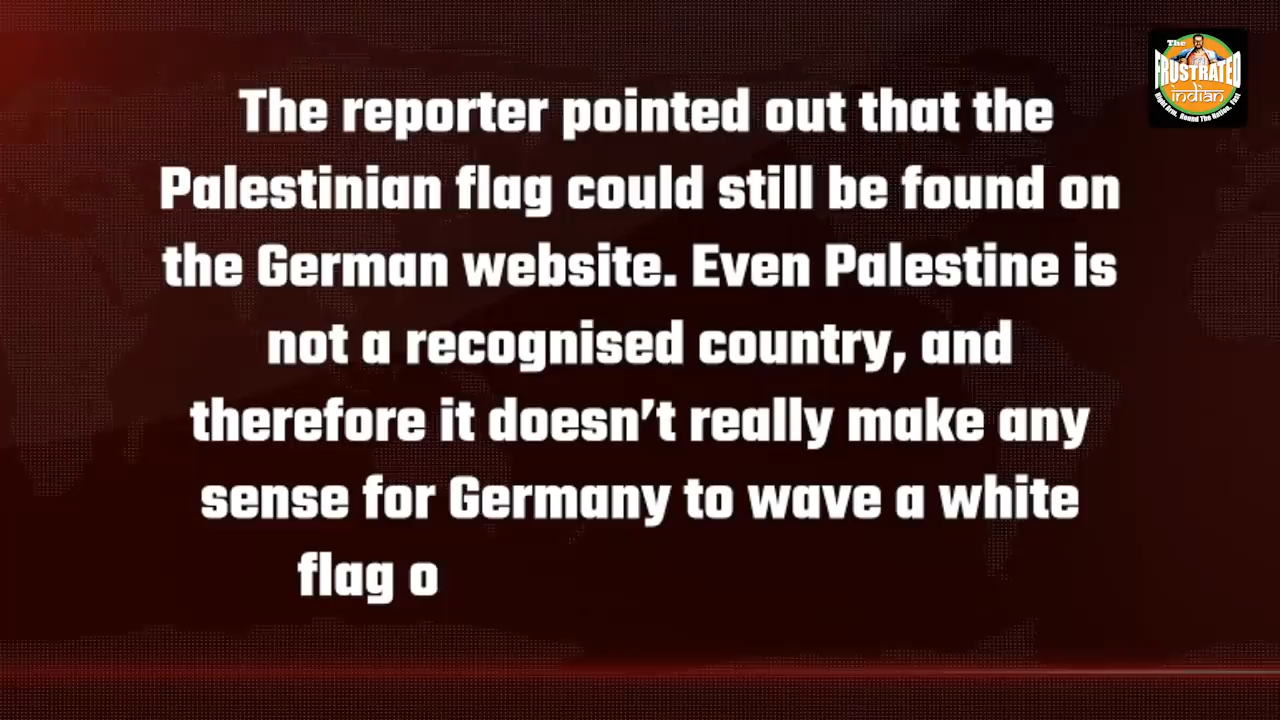 The
FRUSTRATED
indian
The reporter pointed out that the
Palestinian flag could still be found on
the German website. Even Palestine is
not a recognised country, and
therefore it doesn’t really make any
sense for Germany to wave a white
flag o